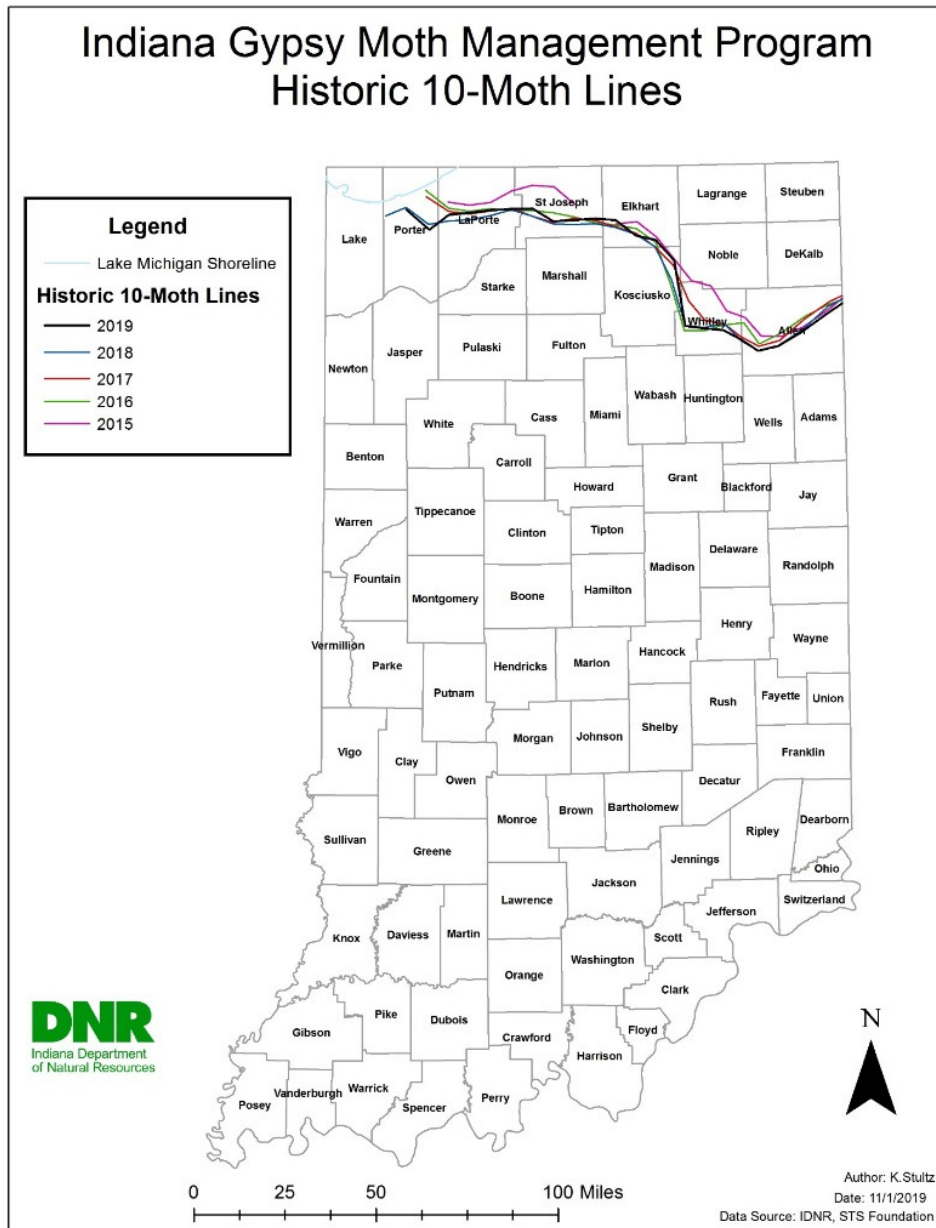 Indiana Gypsy Moth Management Program
Historic 10-Moth Lines
Legend
Lake Michigan Shoreline
Historic 10-Moth Lines
2019
2018
2017
2016
2015
Lake
Porter
LaPorte
St Joseph
Elkhart
Lagrange
Steuben
Noble
DeKalb
Starke
Marshall
Kosciusko
Whitley
Allen
Newton
Jasper
Pulaski
Fulton
White
Cass
Miami
Wabash
Huntington
Wells
Adams
Benton
Carroll
Howard
Grant
Blackford
Jay
Warren
Tippecanoe
Clinton
Tipton
Madison
Delaware
Randolph
Fountain
Montgomery
Boone
Hamilton
Henry
Wayne
Vermillion
Parke
Putnam
Hendricks
Marion
Hancock
Rush
Fayette
Union
Vigo
Clay
Owen
Morgan
Johnson
Shelby
Franklin
Decatur
Sullivan
Greene
Monroe
Brown
Bartholomew
Jennings
Ripley
Dearborn
Ohio
Knox
Daviess
Martin
Lawrence
Jackson
Scott
Jefferson
Switzerland
Orange
Washington
Clark
Gibson
Pike
Dubois
Crawford
Harrison
Floyd
Posey
Vanderburgh
Warrick
Spencer
Perry
DNR
Indiana Department
of Natural Resources
N
0 25 50 100 Miles
Author: K.Stultz
Date: 11/1/2019
Data Source: IDNR, STS Foundation